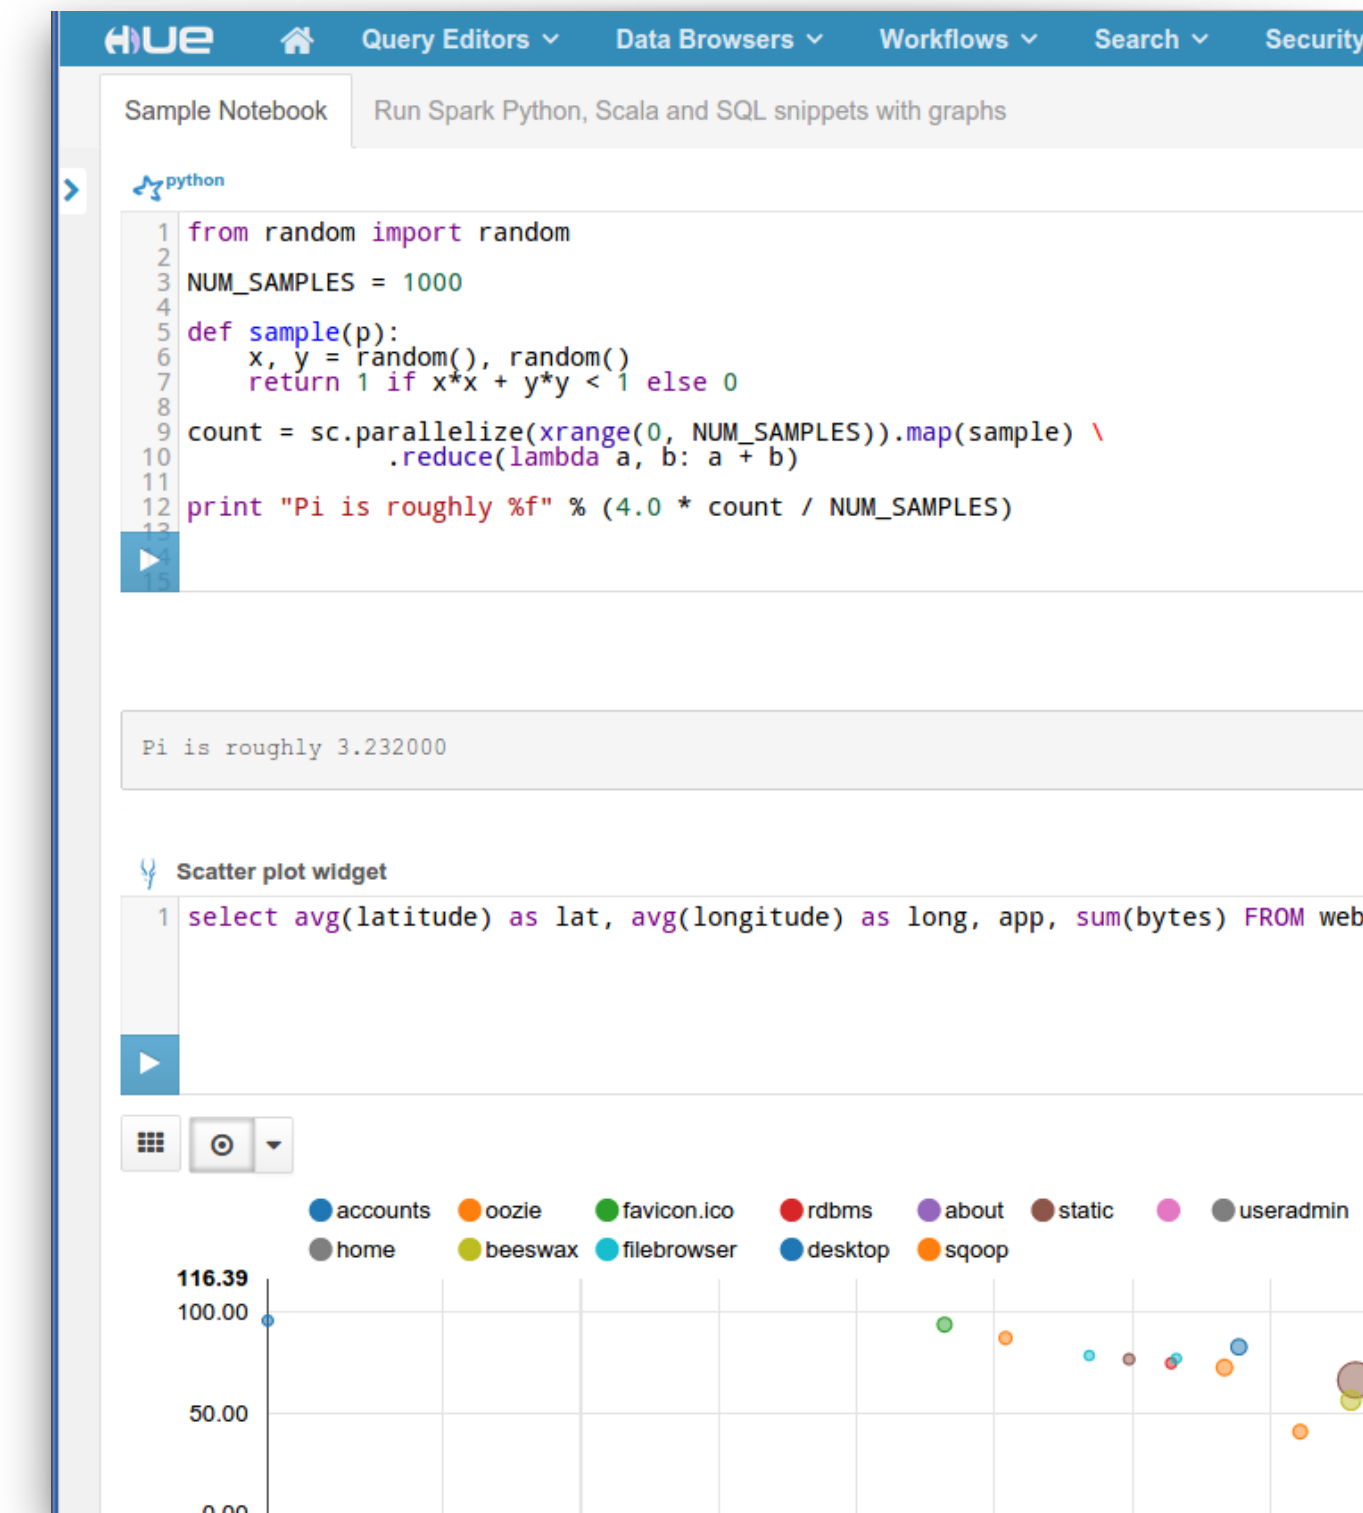 HUE Query Editors Data Browsers Workflows Search Security
Sample Notebook Run Spark Python, Scala and SQL snippets with graphs
python
1 from random import random
2
3 NUM_SAMPLES = 1000
4
5 def sample(p):
6 x, y = random(), random()
7 return 1 if x*x + y*y < 1 else 0
8
9 count = sc.parallelize(xrange(0, NUM_SAMPLES)).map(sample) \
10 .reduce(lambda a, b: a + b)
11
12 print "Pi is roughly %f" % (4.0 * count / NUM_SAMPLES)
13
14
15
Pi is roughly 3.232000
Scatter plot widget
1 select avg(latitude) as lat, avg(longitude) as long, app, sum(bytes) FROM web
accounts oozie favicon.ico rdbms about static useradmin
home beeswax filebrowser desktop sqoop
116.39
100.00
50.00
0.00